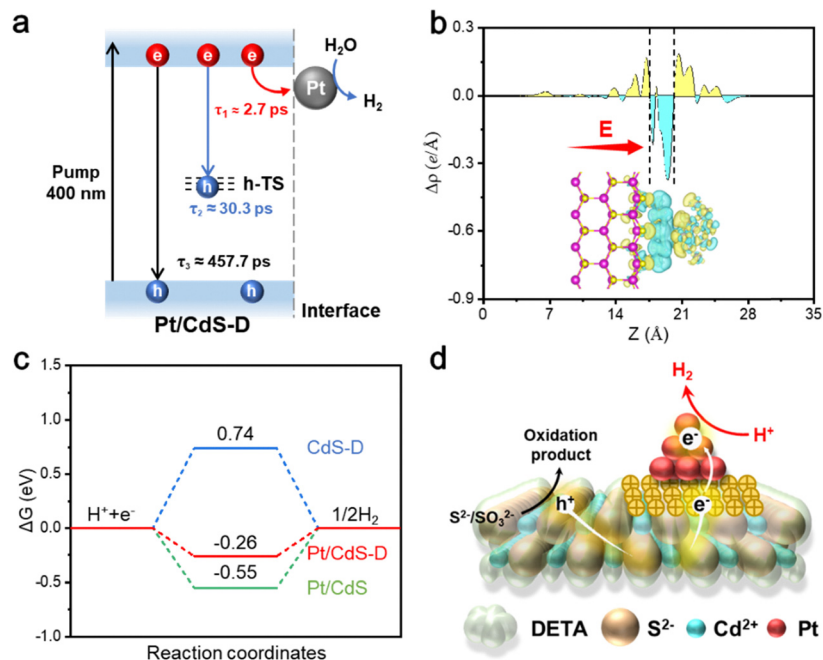 a
e e e
H₂O
Pt
H₂
τ₁ ≈ 2.7 ps
Pump
400 nm
h
h-TS
τ₂ ≈ 30.3 ps
τ₃ ≈ 457.7 ps
h h
Interface
Pt/CdS-D
b
0.3
0.0
-0.3
-0.6
-0.9
Δρ (e/Å)
E
0 7 14 21 28 35
Z (Å)
c
1.5
1.0
0.5
0.0
-0.5
-1.0
ΔG (eV)
0.74
CdS-D
H⁺+e⁻
1/2H₂
-0.26
Pt/CdS-D
-0.55
Pt/CdS
Reaction coordinates
d
H₂
H⁺
Oxidation
product
e⁻
S²⁻/SO₃²⁻
h⁺
e⁻
DETA S²⁻ Cd²⁺ Pt